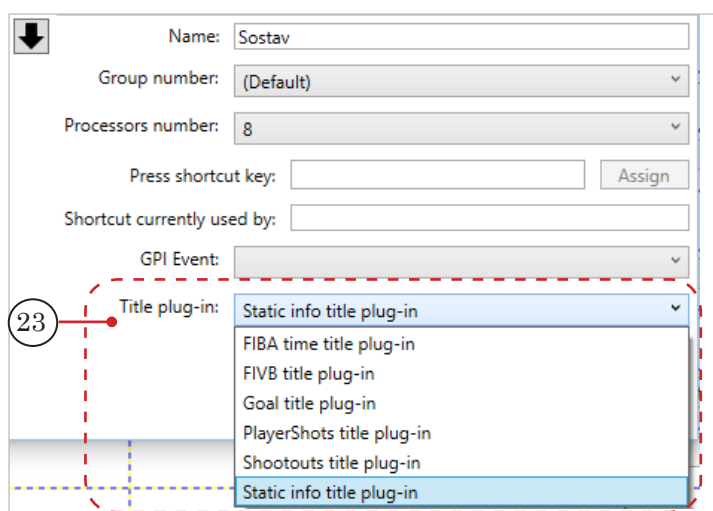 Name: Sostav
Group number: (Default)
Processors number: 8
Press shortcut key: Assign
Shortcut currently used by:
GPI Event:
23 Title plug-in: Static info title plug-in
FIBA time title plug-in
FIVB title plug-in
Goal title plug-in
PlayerShots title plug-in
Shootouts title plug-in
Static info title plug-in